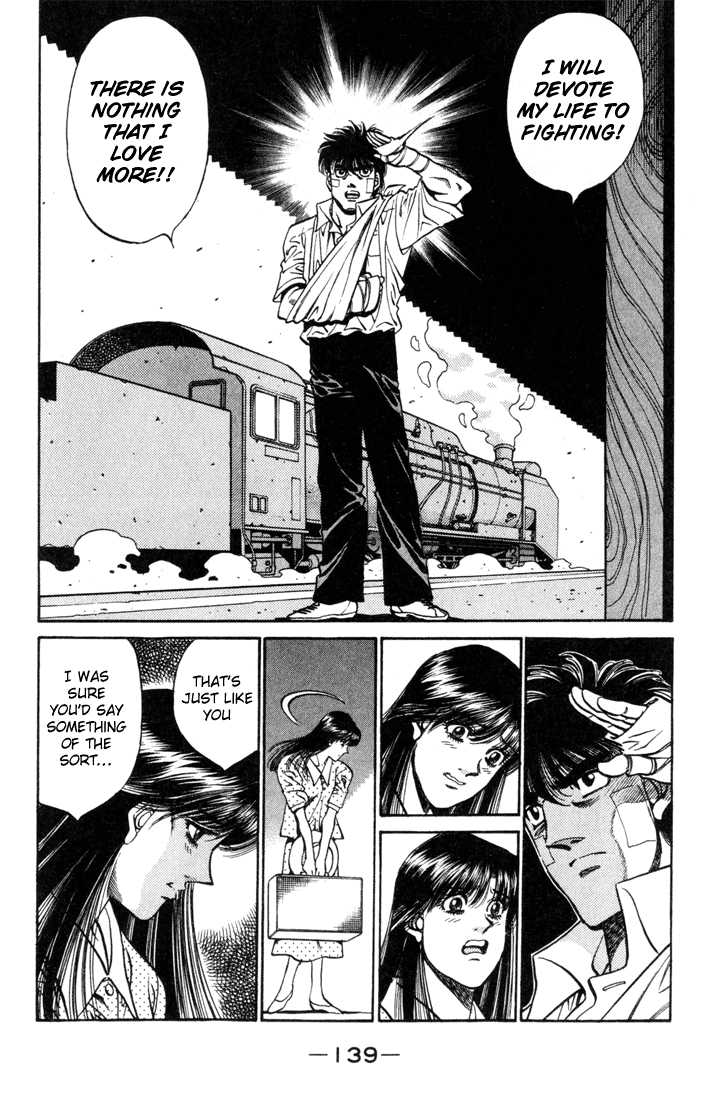 I WILL
DEVOTE
MY LIFE TO
FIGHTING!
THERE IS
NOTHING
THAT I
LOVE
MORE!!
THAT'S
JUST LIKE
YOU
I WAS
SURE
YOU'D SAY
SOMETHING
OF THE
SORT...
—139—